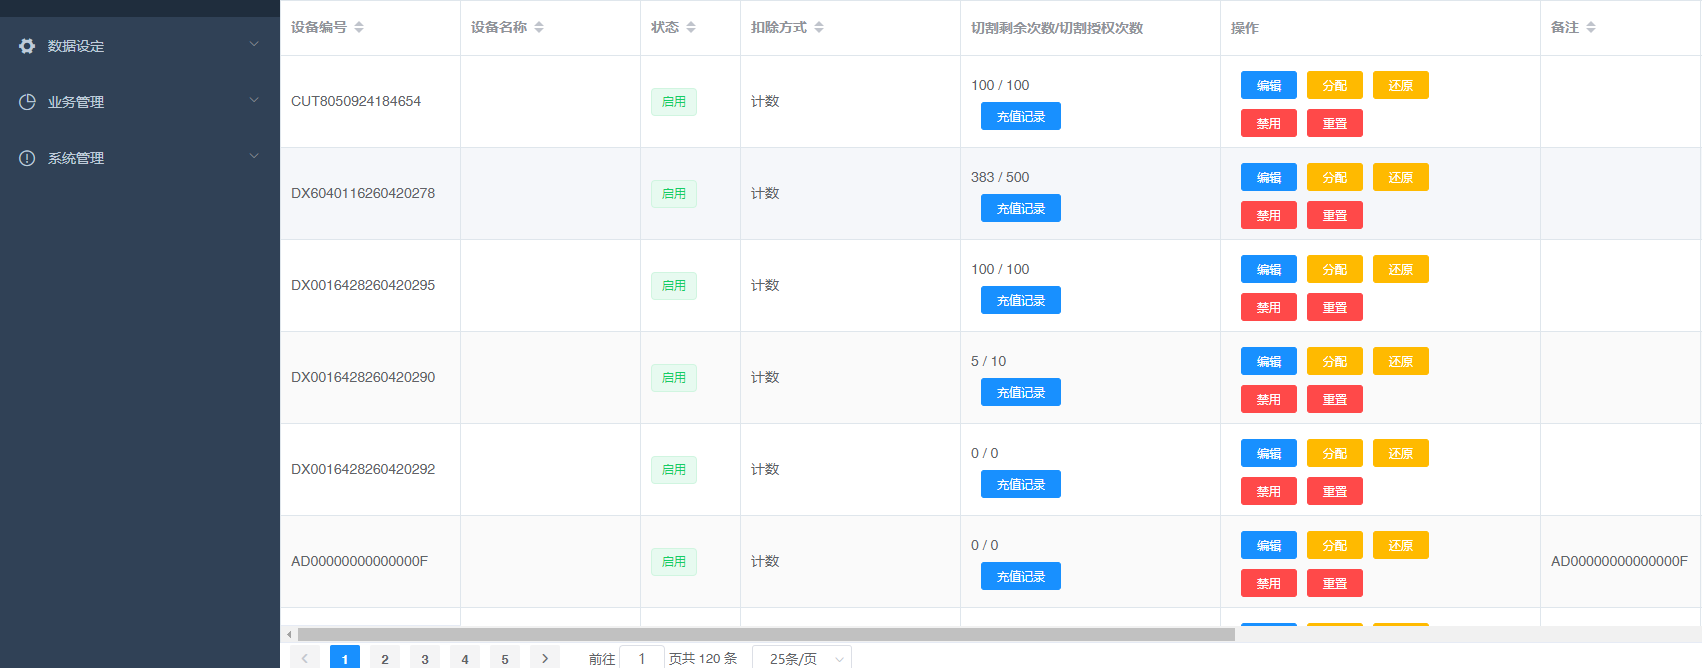 数据设定
业务管理
系统管理
设备编号 设备名称 状态 扣除方式 切割剩余次数/切割授权次数 操作 备注
CUT8050924184654 启用 计数 100 / 100 充值记录 编辑 分配 还原 禁用 重置
DX6040116260420278 启用 计数 383 / 500 充值记录 编辑 分配 还原 禁用 重置
DX0016428260420295 启用 计数 100 / 100 充值记录 编辑 分配 还原 禁用 重置
DX0016428260420290 启用 计数 5 / 10 充值记录 编辑 分配 还原 禁用 重置
DX0016428260420292 启用 计数 0 / 0 充值记录 编辑 分配 还原 禁用 重置
AD00000000000000F 启用 计数 0 / 0 充值记录 编辑 分配 还原 禁用 重置 AD00000000000000F
1 2 3 4 5 前往 1 页共 120 条 25条/页